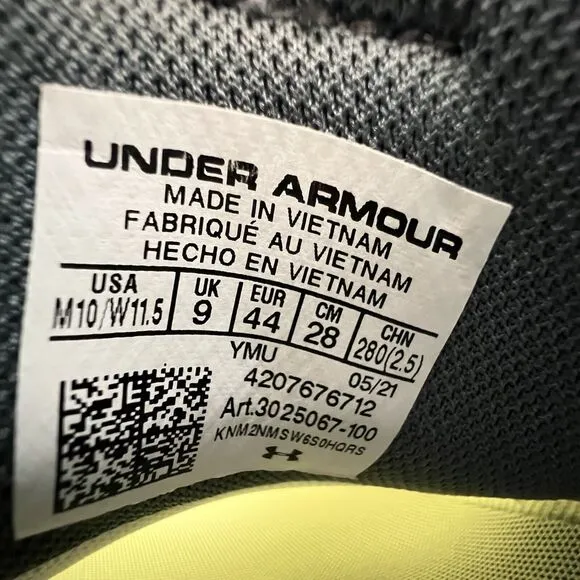 UNDER ARMOUR
MADE IN VIETNAM
FABRIQUÉ AU VIETNAM
HECHO EN VIETNAM
USA UK EUR CM CHN
M10/W11.5 9 44 28 280(2.5)
YMU 05/21
4207676712
Art.3025067-100
KNM2NMSW6S0HQRS